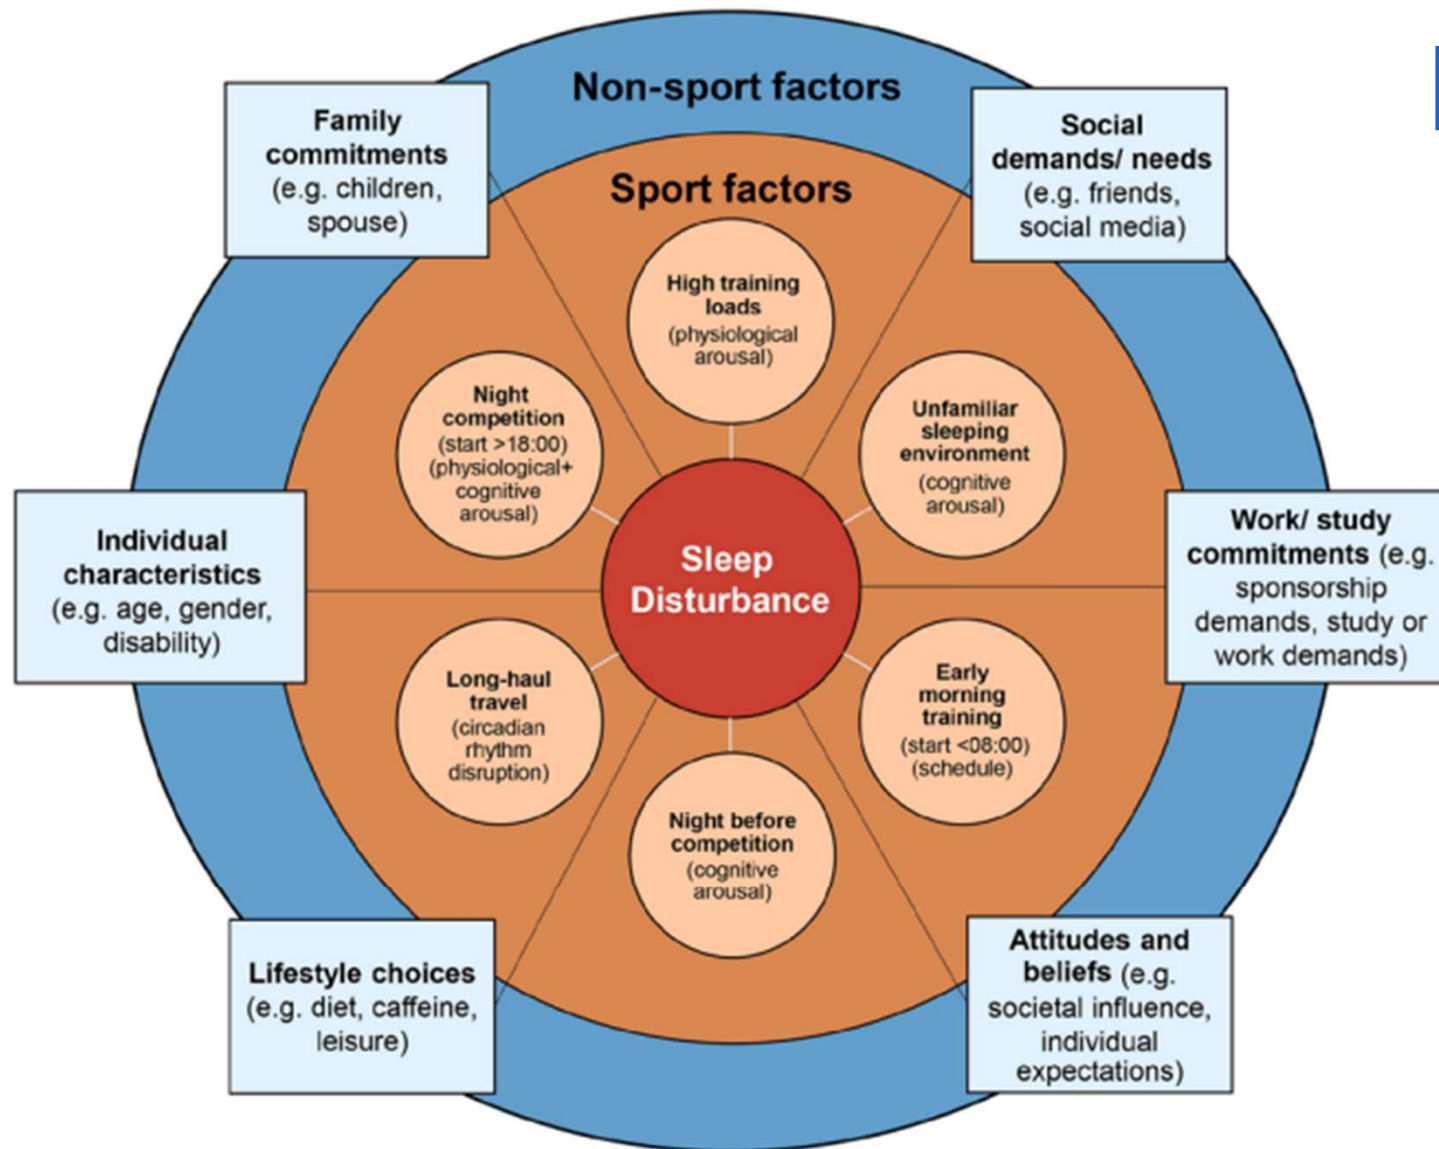 Non-sport factors
Family
commitments
(e.g. children,
spouse)
Social
demands/ needs
(e.g. friends,
social media)
Sport factors
High training
loads
(physiological
arousal)
Night
competition
(start >18:00)
(physiological+
cognitive
arousal)
Unfamiliar
sleeping
environment
(cognitive
arousal)
Individual
characteristics
(e.g. age, gender,
disability)
Sleep
Disturbance
Work/ study
commitments (e.g.
sponsorship
demands, study or
work demands)
Long-haul
travel
(circadian
rhythm
disruption)
Early
morning
training
(start <08:00)
(schedule)
Night before
competition
(cognitive
arousal)
Lifestyle choices
(e.g. diet, caffeine,
leisure)
Attitudes and
beliefs (e.g.
societal influence,
individual
expectations)